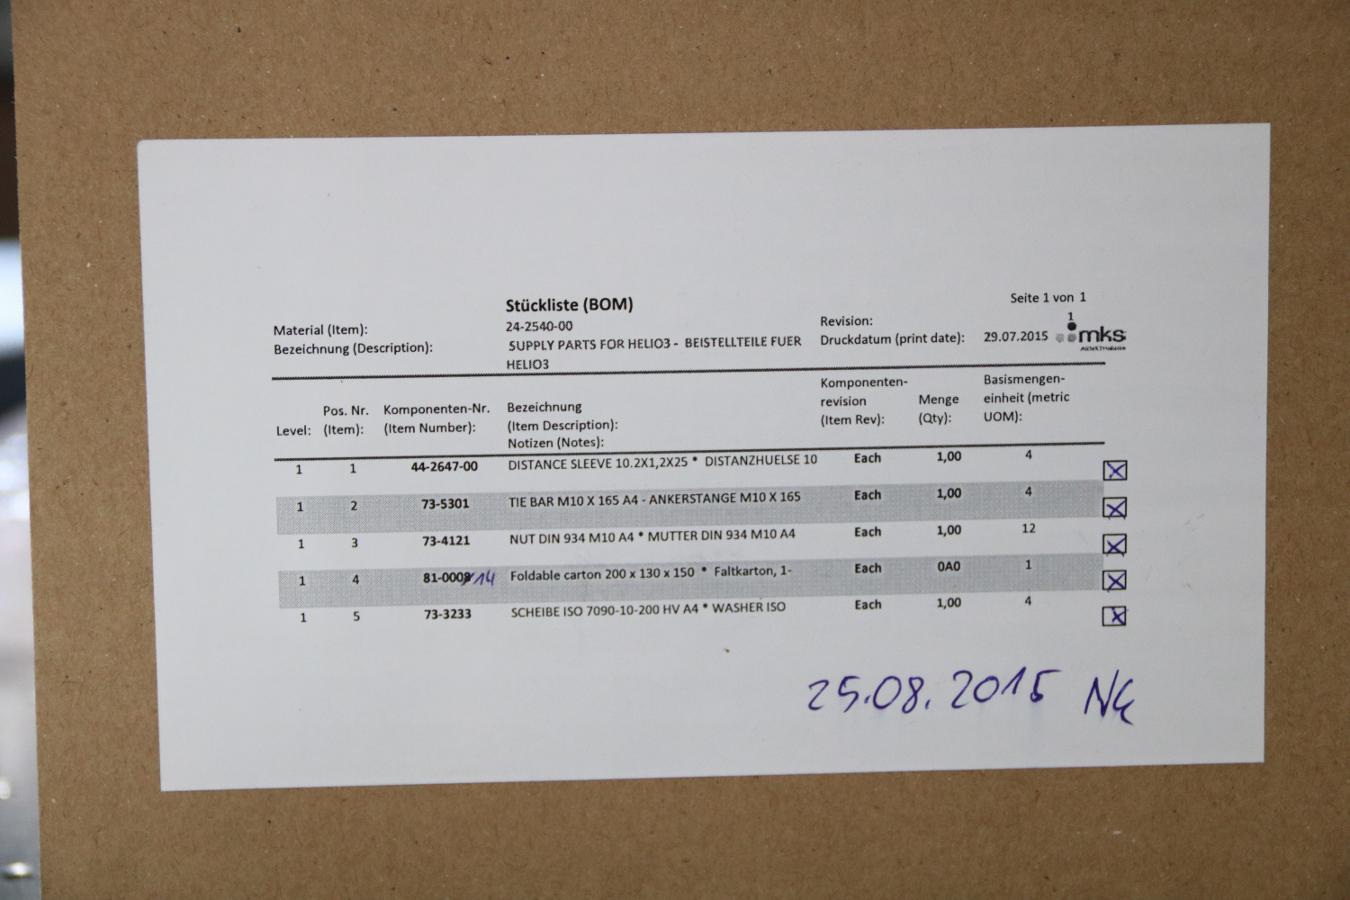 Stückliste (BOM)
Seite 1 von 1
Material (Item):
24-2540-00
Revision:
1
Bezeichnung (Description):
SUPPLY PARTS FOR HELIO3 - BEISTELLTEILE FUER
HELIO3
Druckdatum (print date):
29.07.2015
mks
Level:
Pos. Nr.
(Item):
Komponenten-Nr.
(Item Number):
Bezeichnung
(Item Description):
Notizen (Notes):
Komponenten-
revision
(Item Rev):
Menge
(Qty):
Basismengen-
einheit (metric
UOM):
1 1 44-2647-00 DISTANCE SLEEVE 10.2X1,2X25 * DISTANZHUELSE 10 Each 1,00 4
1 2 73-5301 TIE BAR M10 X 165 A4 - ANKERSTANGE M10 X 165 Each 1,00 4
1 3 73-4121 NUT DIN 934 M10 A4 * MUTTER DIN 934 M10 A4 Each 1,00 12
1 4 81-000 14 Foldable carton 200 x 130 x 150 * Faltkarton, 1- Each 0A0 1
1 5 73-3233 SCHEIBE ISO 7090-10-200 HV A4 * WASHER ISO Each 1,00 4
25.08.2015